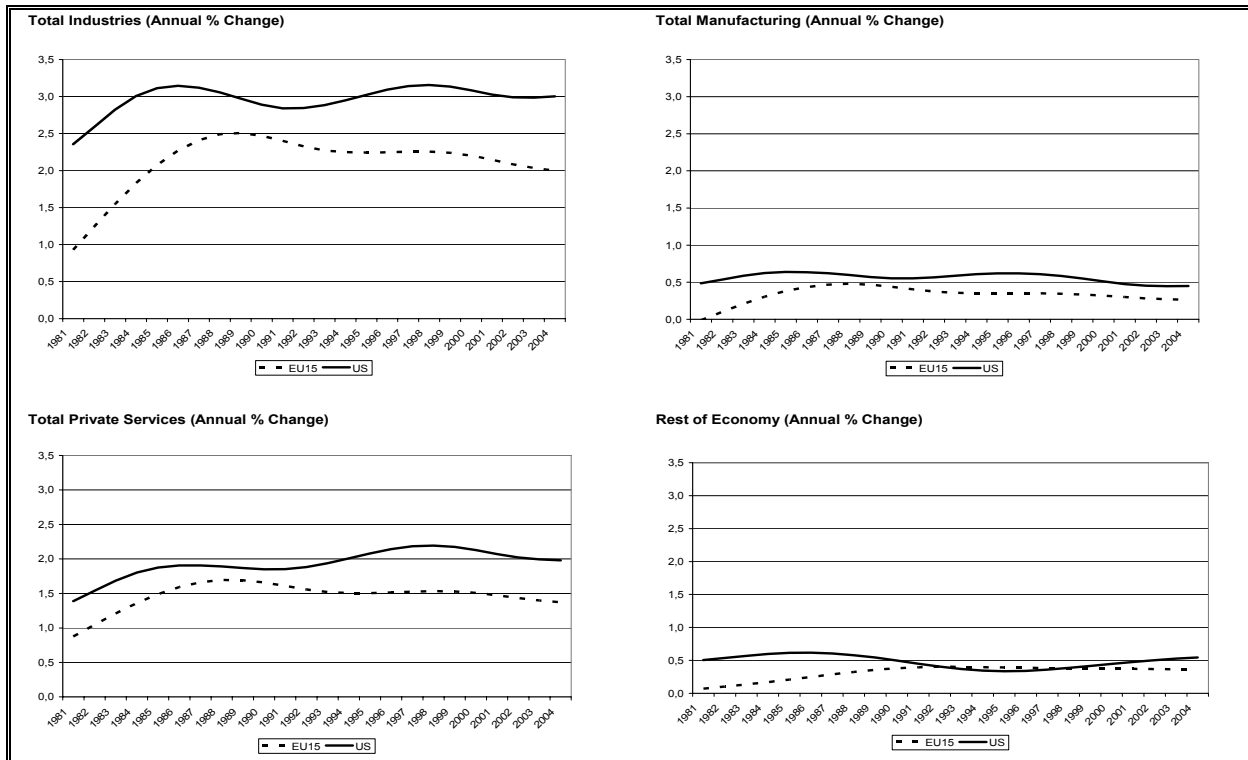 Total Industries (Annual % Change)
3,5
3,0
2,5
2,0
1,5
1,0
0,5
0,0
1981 1982 1983 1984 1985 1986 1987 1988 1989 1990 1991 1992 1993 1994 1995 1996 1997 1998 1999 2000 2001 2002 2003 2004
EU15 US
Total Manufacturing (Annual % Change)
3,5
3,0
2,5
2,0
1,5
1,0
0,5
0,0
1981 1982 1983 1984 1985 1986 1987 1988 1989 1990 1991 1992 1993 1994 1995 1996 1997 1998 1999 2000 2001 2002 2003 2004
EU15 US
Total Private Services (Annual % Change)
3,5
3,0
2,5
2,0
1,5
1,0
0,5
0,0
1981 1982 1983 1984 1985 1986 1987 1988 1989 1990 1991 1992 1993 1994 1995 1996 1997 1998 1999 2000 2001 2002 2003 2004
EU15 US
Rest of Economy (Annual % Change)
3,5
3,0
2,5
2,0
1,5
1,0
0,5
0,0
1981 1982 1983 1984 1985 1986 1987 1988 1989 1990 1991 1992 1993 1994 1995 1996 1997 1998 1999 2000 2001 2002 2003 2004
EU15 US